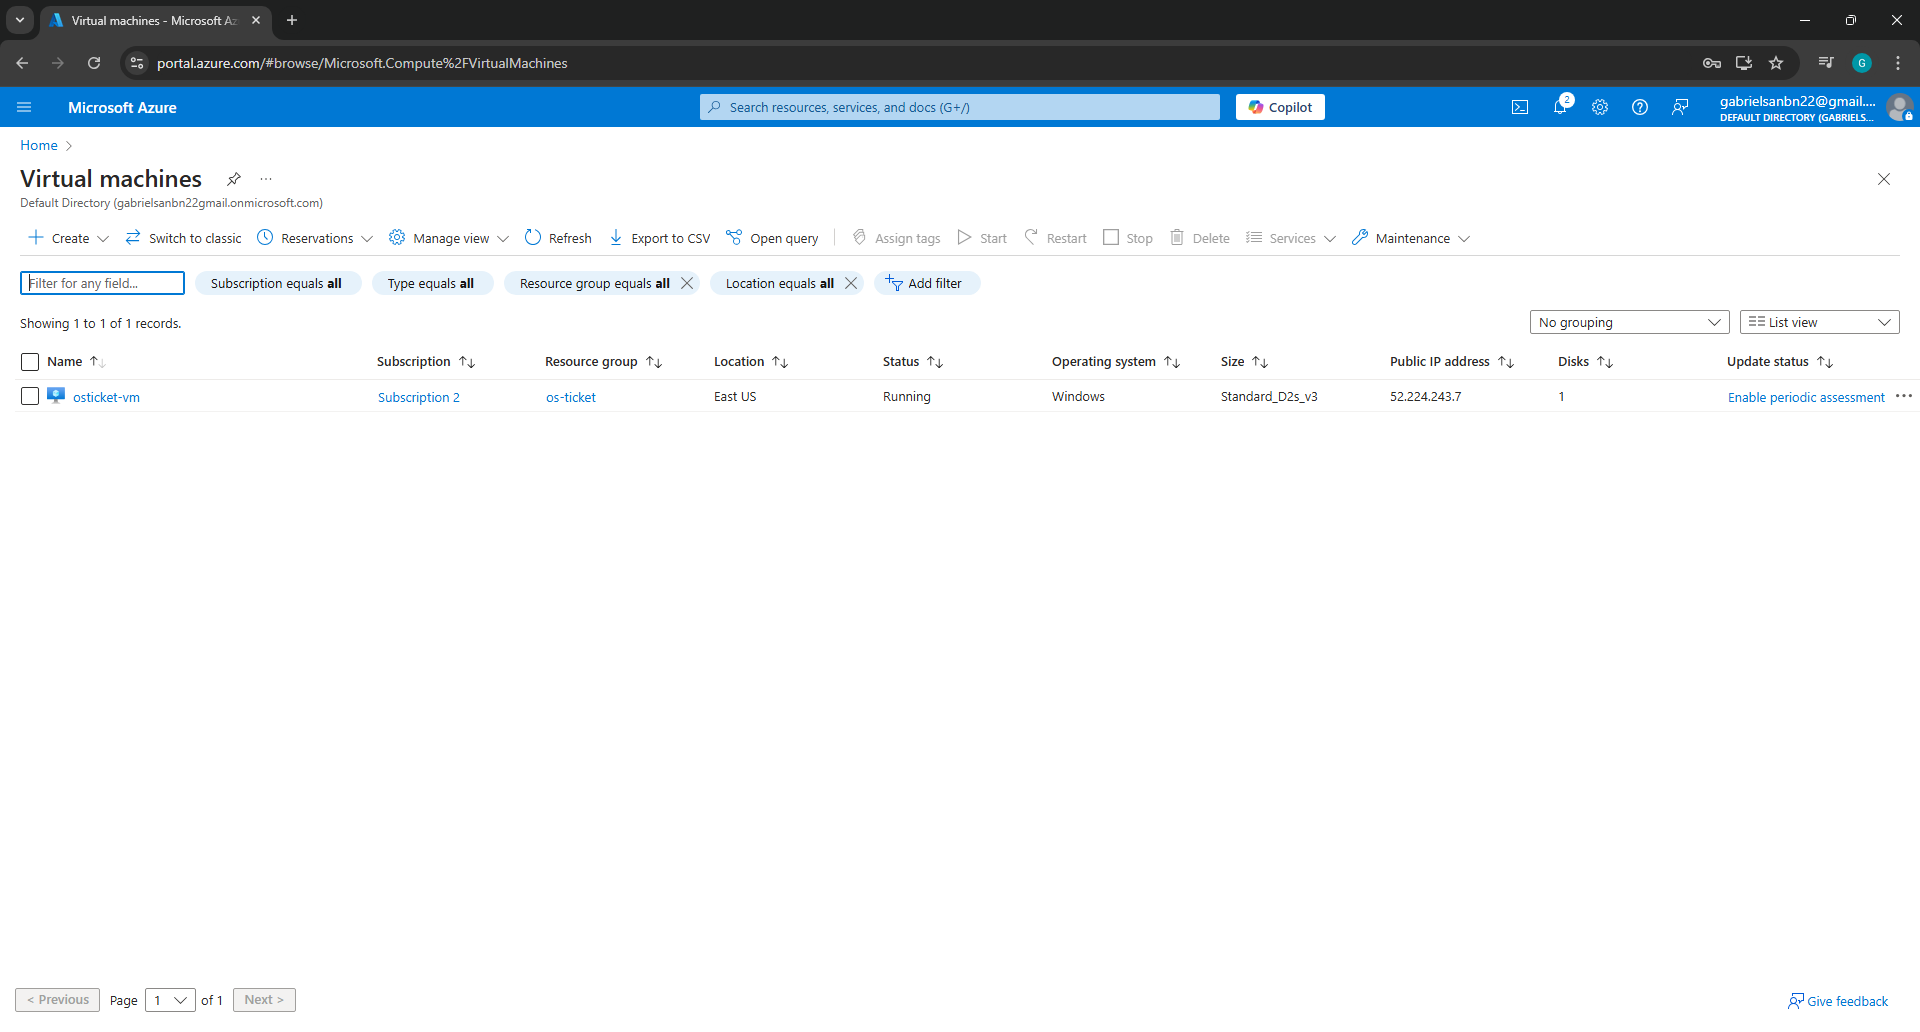 Virtual machines - Microsoft Az
portal.azure.com/#browse/Microsoft.Compute%2FVirtualMachines
G
Microsoft Azure
Search resources, services, and docs (G+/)
Copilot
2
gabrielsanbn22@gmail....
DEFAULT DIRECTORY (GABRIELS...
Home
Virtual machines
Default Directory (gabrielsanbn22gmail.onmicrosoft.com)
Create
Switch to classic
Reservations
Manage view
Refresh
Export to CSV
Open query
Assign tags
Start
Restart
Stop
Delete
Services
Maintenance
Filter for any field...
Subscription equals all
Type equals all
Resource group equals all
Location equals all
Add filter
Showing 1 to 1 of 1 records.
No grouping
List view
Name Subscription Resource group Location Status Operating system Size Public IP address Disks Update status
osticket-vm Subscription 2 os-ticket East US Running Windows Standard_D2s_v3 52.224.243.7 1 Enable periodic assessment
< Previous Page 1 of 1 Next >
Give feedback